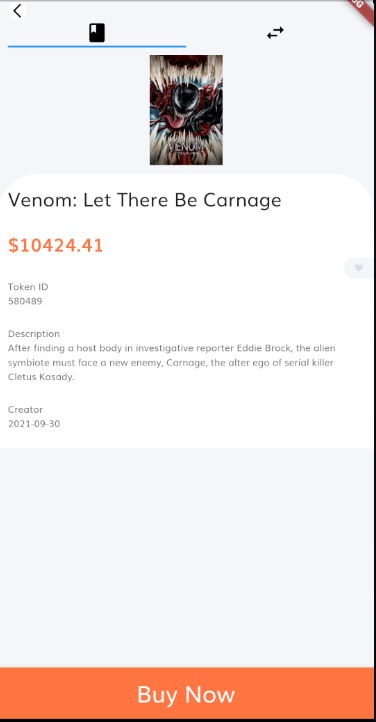 VENOM
Venom: Let There Be Carnage
$10424.41
Token ID
580489
Description
After finding a host body in investigative reporter Eddie Brock, the alien
symbiote must face a new enemy, Carnage, the alter ego of serial killer
Cletus Kasady.
Creator
2021-09-30
Buy Now